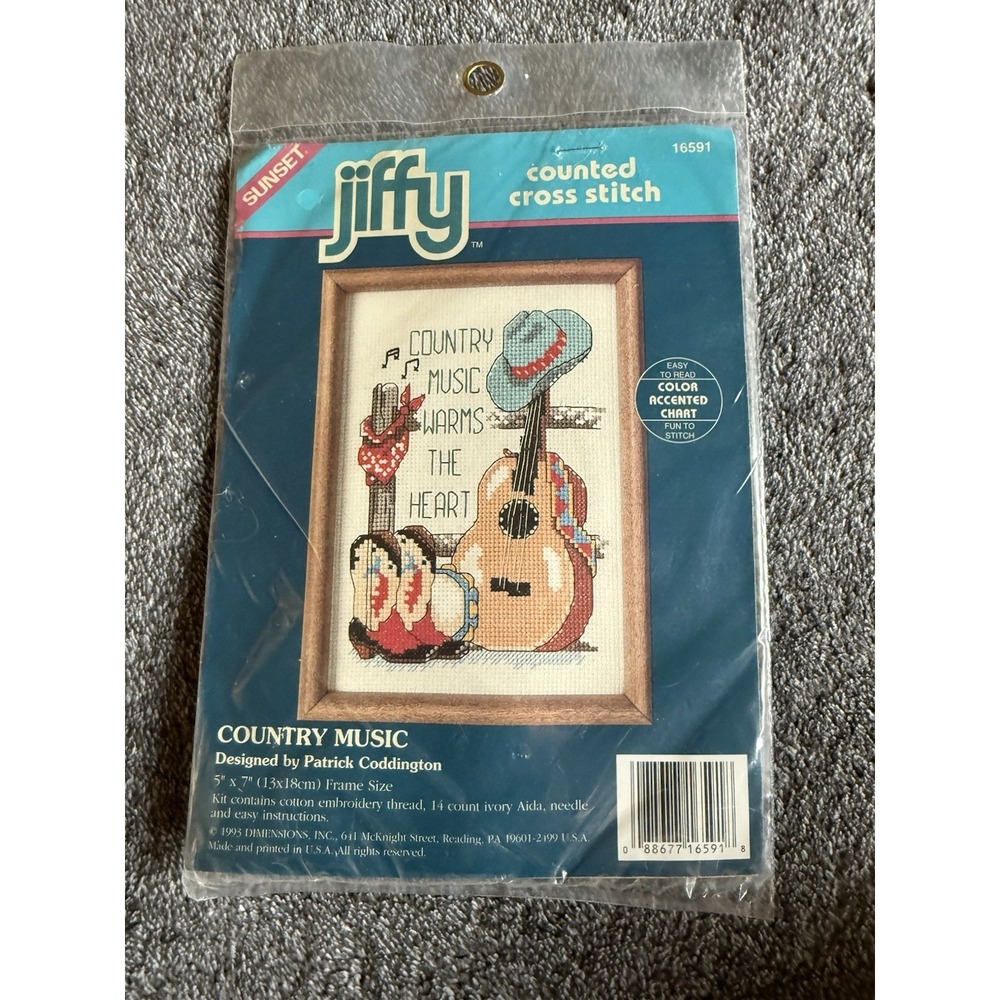 SUNSET
jiffy™
counted
cross stitch
16591
COUNTRY
MUSIC
WARMS
THE
HEART
EASY
TO READ
COLOR
ACCENTED
CHART
FUN TO
STITCH
COUNTRY MUSIC
Designed by Patrick Coddington
5" x 7" (13x18cm) Frame Size
Kit contains cotton embroidery thread, 14 count ivory Aida, needle
and easy instructions.
© 1993 DIMENSIONS, INC., 641 McKnight Street, Reading, PA 19601-2499 U.S.A.
Made and printed in U.S.A. All rights reserved.
0 88677 16591 8